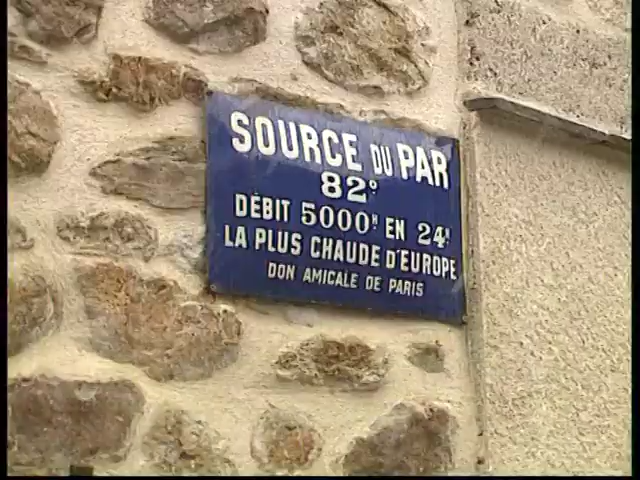 SOURCE DU PAR
82°
DÉBIT 5000H EN 24H
LA PLUS CHAUDE D'EUROPE
DON AMICALE DE PARIS